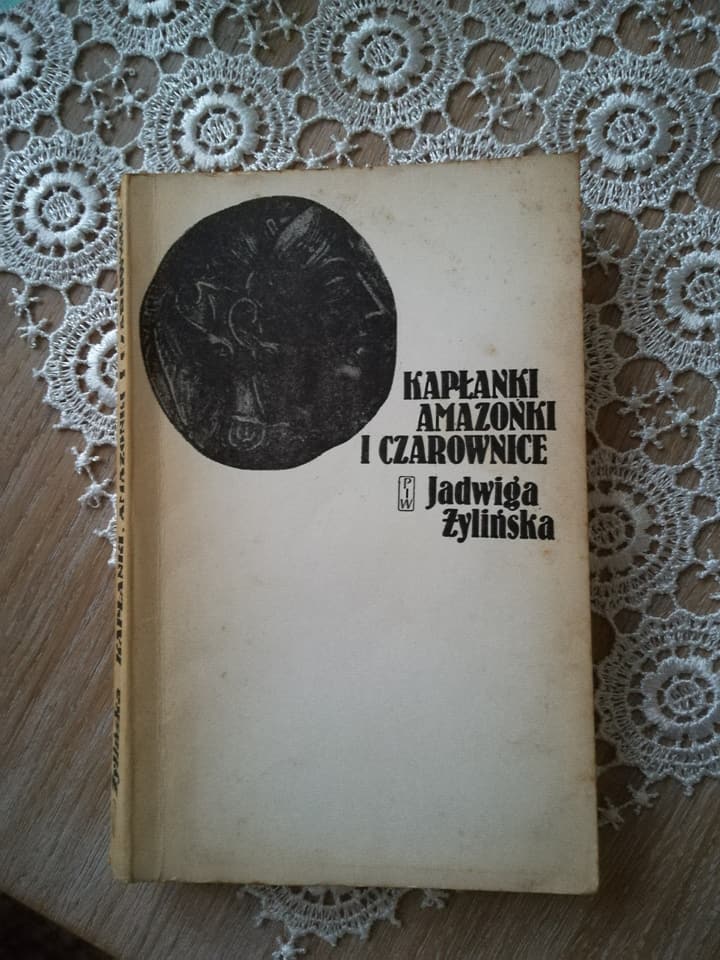 KAPŁANKI
AMAZONKI
I CZAROWNICE
PIW
Jadwiga
Żylińska
Żylińska KAPŁANKI, AMAZONKI I CZAROWNICE